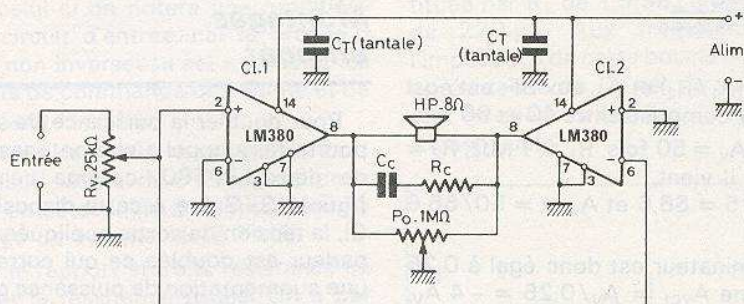 CT (tantale)
CT
(tantale)
+
Alim
-
CI.1
CI.2
2
+
14
HP.8Ω
14
+
2
LM380
8
8
LM380
Entrée
Rv.25kΩ
6
-
7
3
CC
RC
7
3
-
6
P0.1MΩ